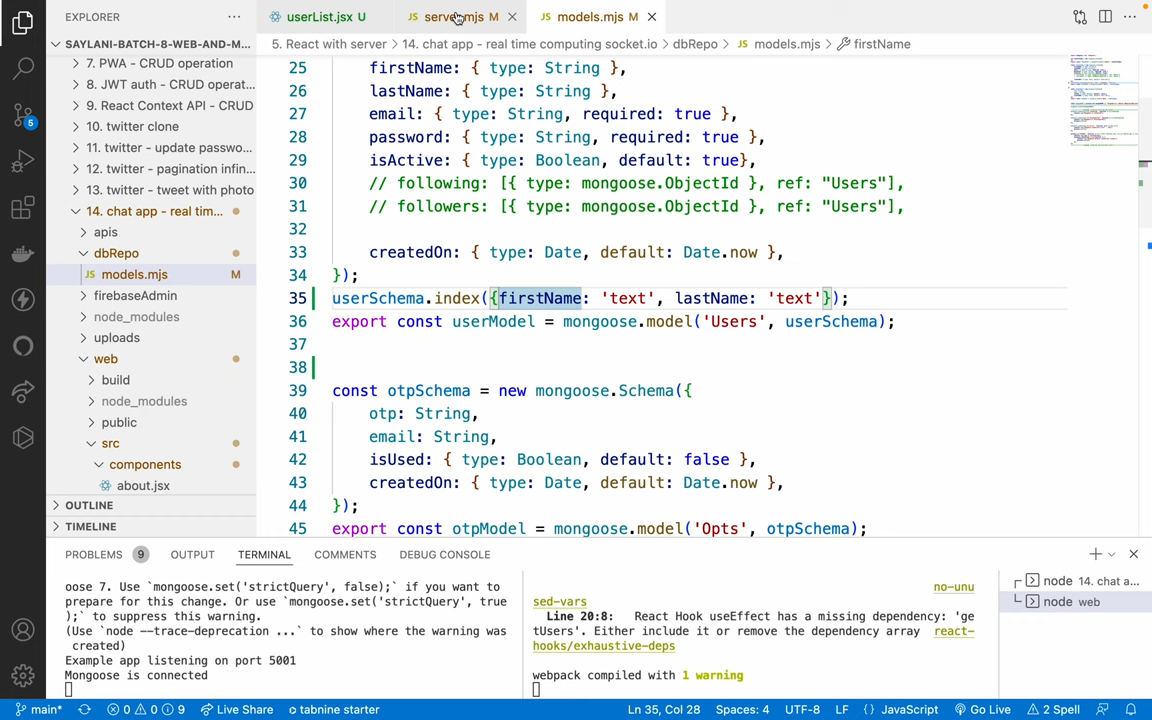 EXPLORER
userList.jsx U
server.mjs M
models.mjs M
SAYLANI-BATCH-8-WEB-AND-M...
5. React with server > 14. chat app - real time computing socket.io > dbRepo > JS models.mjs > firstName
7. PWA - CRUD operation
8. JWT auth - CRUD operat...
9. React Context API - CRUD
10. twitter clone
11. twitter - update passwo...
12. twitter - pagination infin...
13. twitter - tweet with photo
14. chat app - real tim...
apis
dbRepo
JS models.mjs M
firebaseAdmin
node_modules
uploads
web
build
node_modules
public
src
components
about.jsx
OUTLINE
TIMELINE
25 firstName: { type: String },
26 lastName: { type: String },
27 email: { type: String, required: true },
28 password: { type: String, required: true },
29 isActive: { type: Boolean, default: true},
30 // following: [{ type: mongoose.ObjectId }, ref: "Users"],
31 // followers: [{ type: mongoose.ObjectId }, ref: "Users"],
32
33 createdOn: { type: Date, default: Date.now },
34 });
35 userSchema.index({firstName: 'text', lastName: 'text'});
36 export const userModel = mongoose.model('Users', userSchema);
37
38
39 const otpSchema = new mongoose.Schema({
40 otp: String,
41 email: String,
42 isUsed: { type: Boolean, default: false },
43 createdOn: { type: Date, default: Date.now },
44 });
45 export const otpModel = mongoose.model('Opts', otpSchema);
5
PROBLEMS 9 OUTPUT TERMINAL COMMENTS DEBUG CONSOLE
oose 7. Use `mongoose.set('strictQuery', false);` if you want to
prepare for this change. Or use `mongoose.set('strictQuery', true
);` to suppress this warning.
(Use `node --trace-deprecation ...` to show where the warning was
created)
Example app listening on port 5001
Mongoose is connected
no-unu
sed-vars
Line 20:8: React Hook useEffect has a missing dependency: 'ge
tUsers'. Either include it or remove the dependency array react-
hooks/exhaustive-deps
webpack compiled with 1 warning
node 14. chat a...
node web
main* 0 0 9 Live Share tabnine starter Ln 35, Col 28 Spaces: 4 UTF-8 LF {} JavaScript Go Live 2 Spell